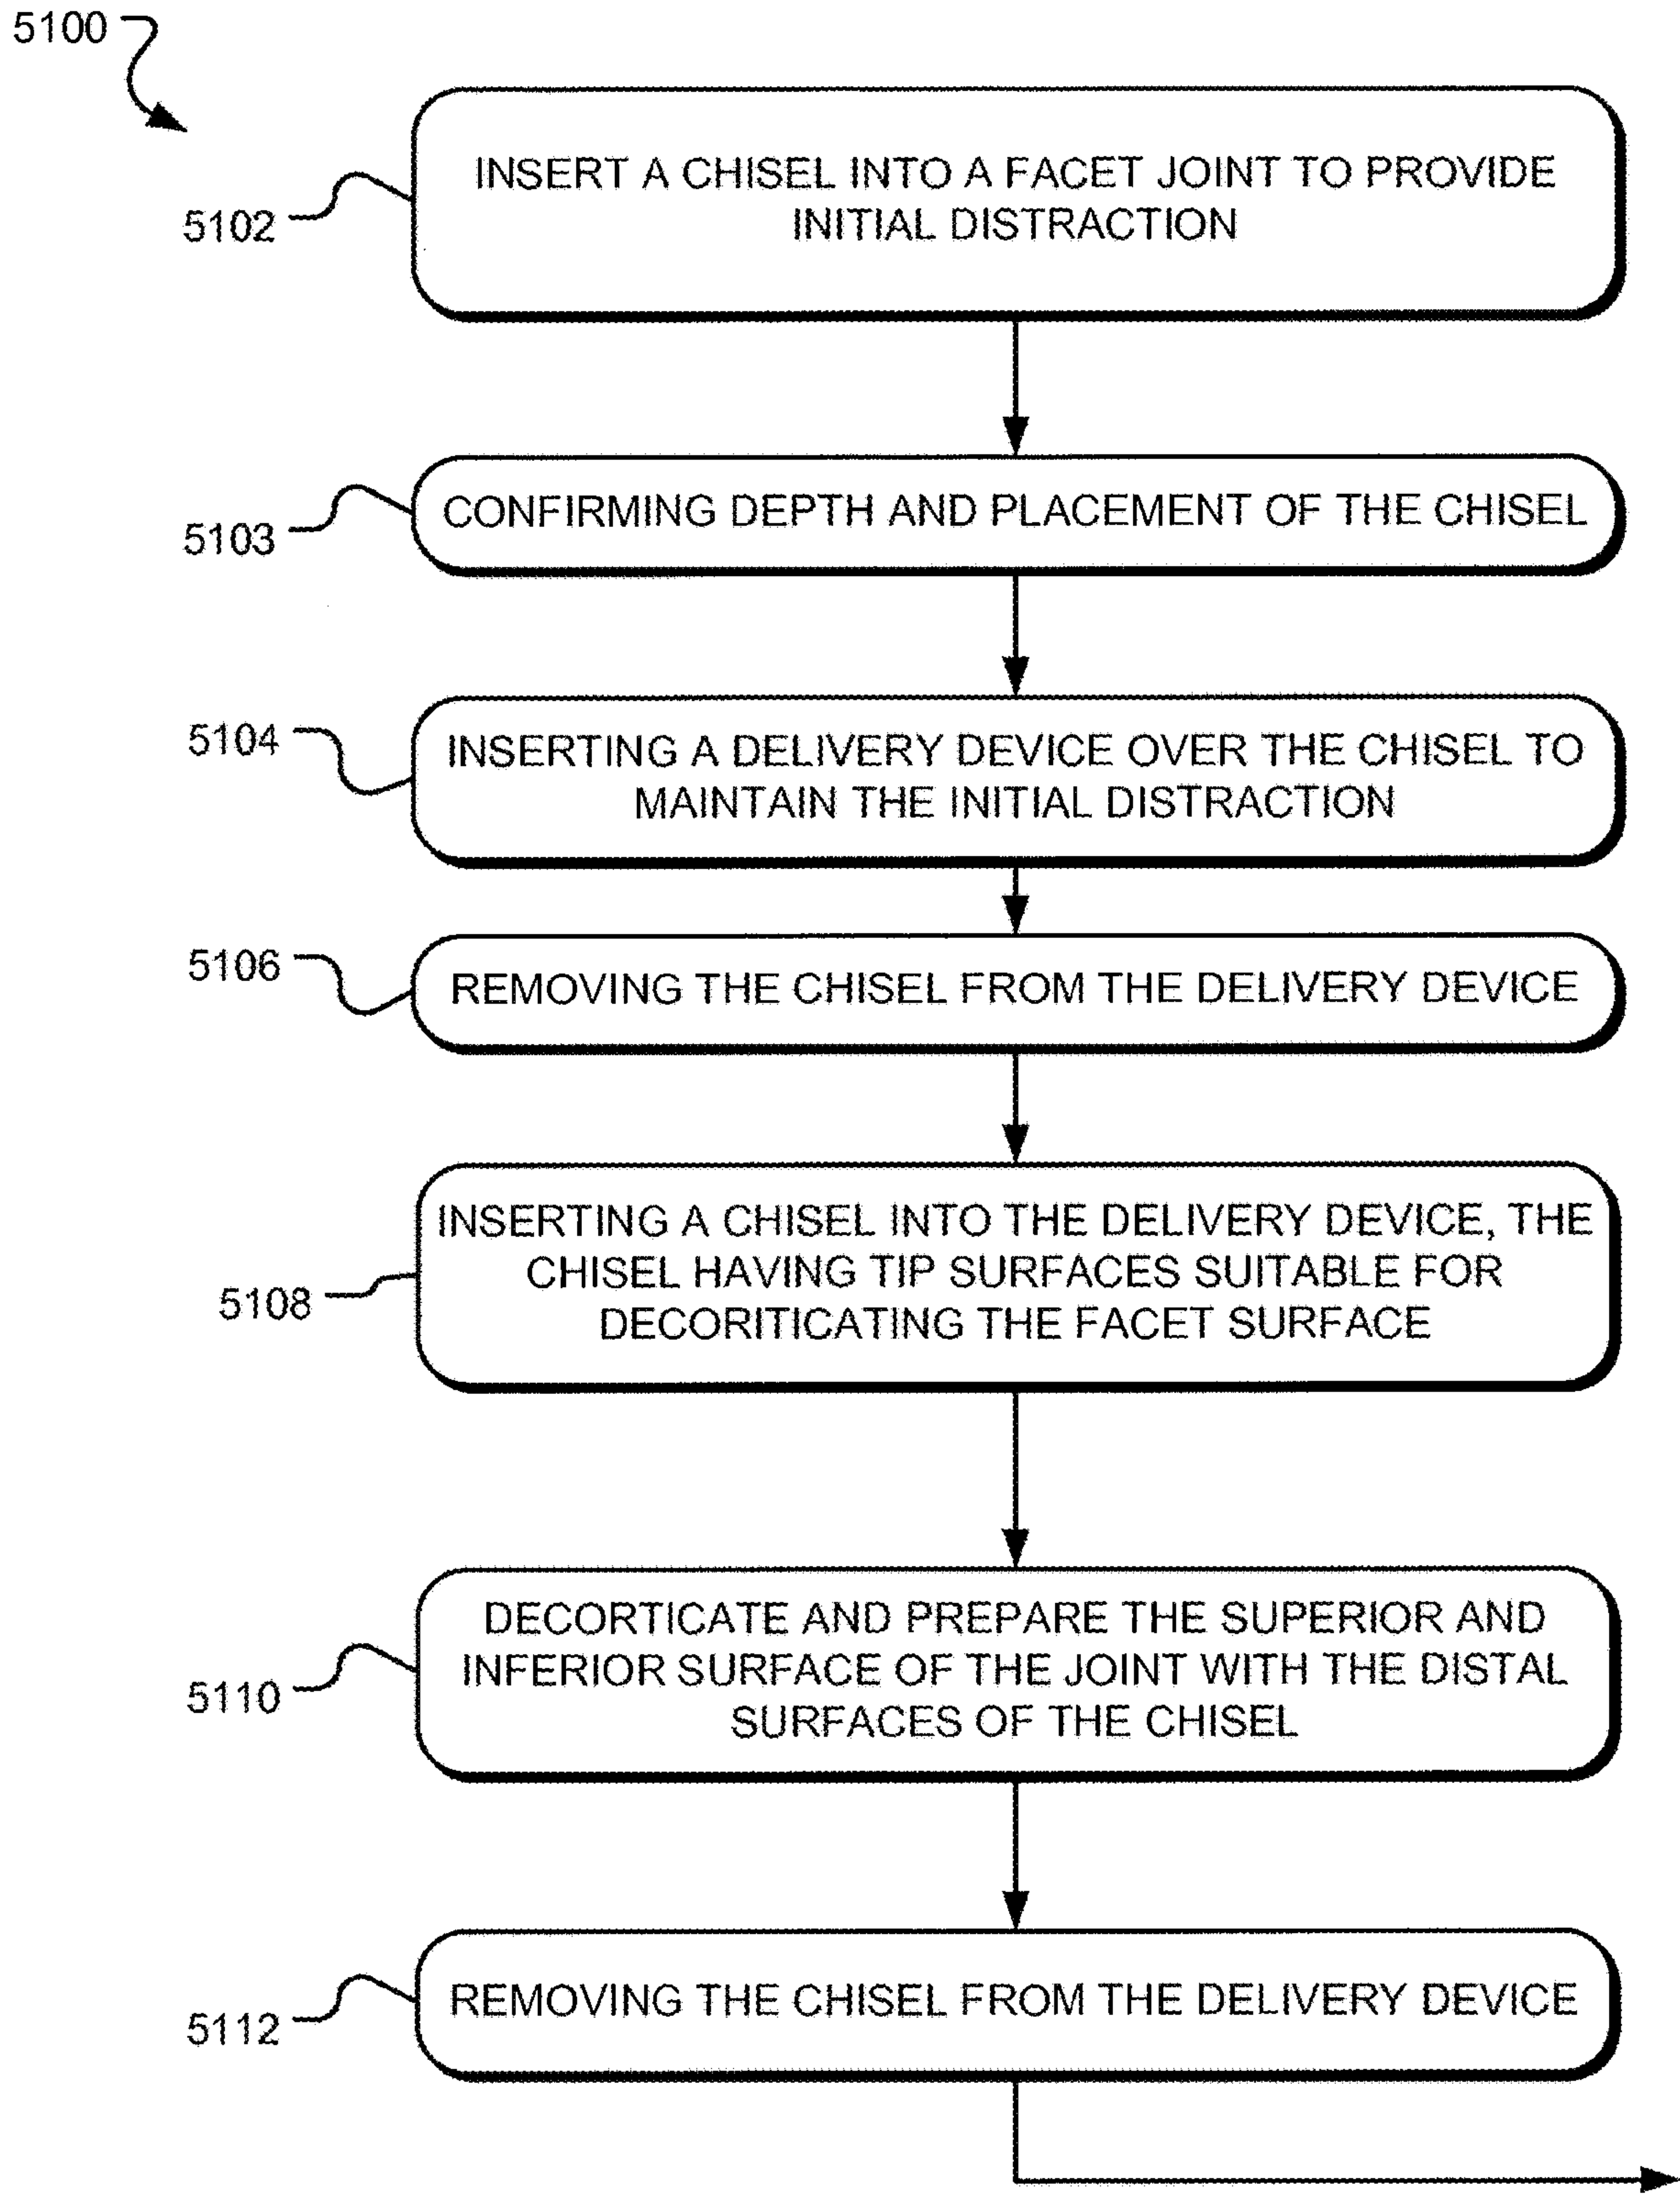 5100
INSERT A CHISEL INTO A FACET JOINT TO PROVIDE
INITIAL DISTRACTION
5102
CONFIRMING DEPTH AND PLACEMENT OF THE CHISEL
5103
5104
INSERTING A DELIVERY DEVICE OVER THE CHISEL TO
MAINTAIN THE INITIAL DISTRACTION
5106
REMOVING THE CHISEL FROM THE DELIVERY DEVICE
INSERTING A CHISEL INTO THE DELIVERY DEVICE, THE
CHISEL HAVING TIP SURFACES SUITABLE FOR
DECORITICATING THE FACET SURFACE
5108
DECORTICATE AND PREPARE THE SUPERIOR AND
INFERIOR SURFACE OF THE JOINT WITH THE DISTAL
SURFACES OF THE CHISEL
5110
REMOVING THE CHISEL FROM THE DELIVERY DEVICE
5112